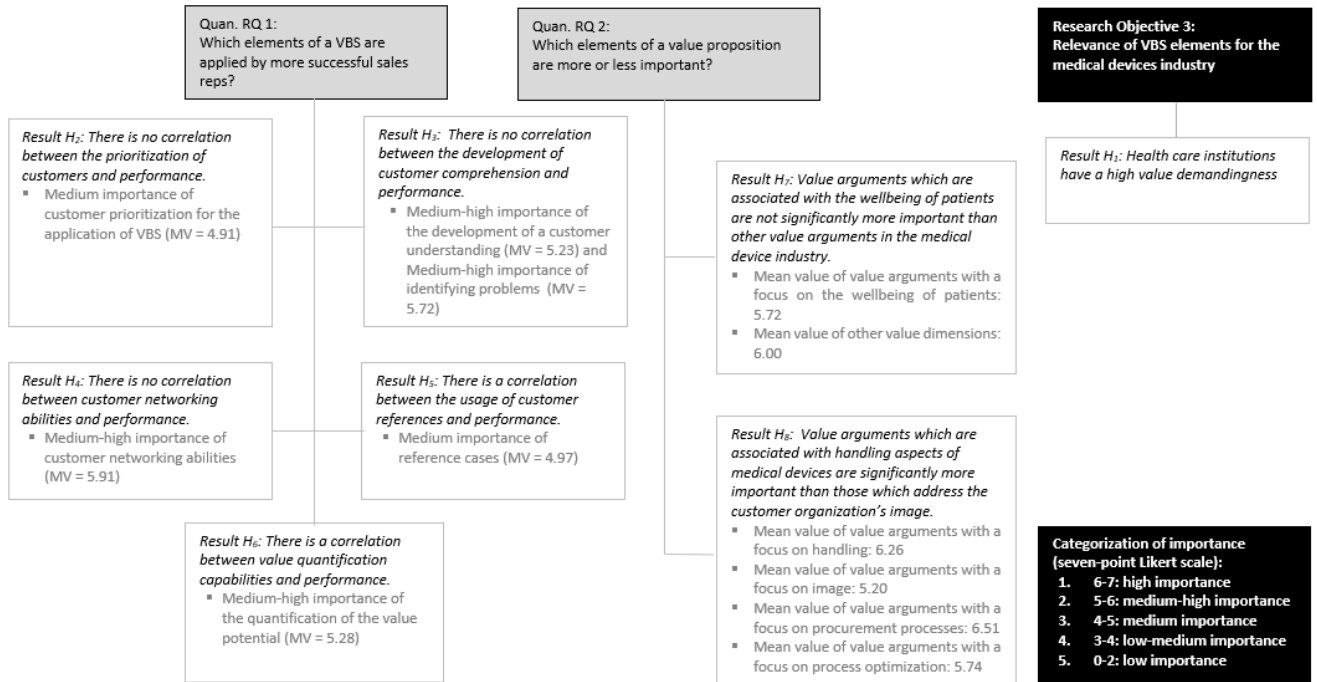 Quan. RQ 1:
Which elements of a VBS are
applied by more successful sales
reps?
Quan. RQ 2:
Which elements of a value proposition
are more or less important?
Research Objective 3:
Relevance of VBS elements for the
medical devices industry
Result H₂: There is no correlation
between the prioritization of
customers and performance.
▪ Medium importance of
customer prioritization for the
application of VBS (MV = 4.91)
Result H₃: There is no correlation
between the development of
customer comprehension and
performance.
▪ Medium-high importance of
the development of a customer
understanding (MV = 5.23) and
Medium-high importance of
identifying problems (MV =
5.72)
Result H₇: Value arguments which are
associated with the wellbeing of patients
are not significantly more important than
other value arguments in the medical
device industry.
▪ Mean value of value arguments with a
focus on the wellbeing of patients:
5.72
▪ Mean value of other value dimensions:
6.00
Result H₁: Health care institutions
have a high value demandingness
Result H₄: There is no correlation
between customer networking
abilities and performance.
▪ Medium-high importance of
customer networking abilities
(MV = 5.91)
Result H₅: There is a correlation
between the usage of customer
references and performance.
▪ Medium importance of
reference cases (MV = 4.97)
Result H₆: There is a correlation
between value quantification
capabilities and performance.
▪ Medium-high importance of
the quantification of the value
potential (MV = 5.28)
Result H₈: Value arguments which are
associated with handling aspects of
medical devices are significantly more
important than those which address the
customer organization's image.
▪ Mean value of value arguments with a
focus on handling: 6.26
▪ Mean value of value arguments with a
focus on image: 5.20
▪ Mean value of value arguments with a
focus on procurement processes: 6.51
▪ Mean value of value arguments with a
focus on process optimization: 5.74
Categorization of importance
(seven-point Likert scale):
1. 6-7: high importance
2. 5-6: medium-high importance
3. 4-5: medium importance
4. 3-4: low-medium importance
5. 0-2: low importance